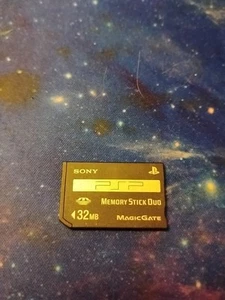 SONY
PSP
MEMORY STICK DUO
32MB
MAGICGATE